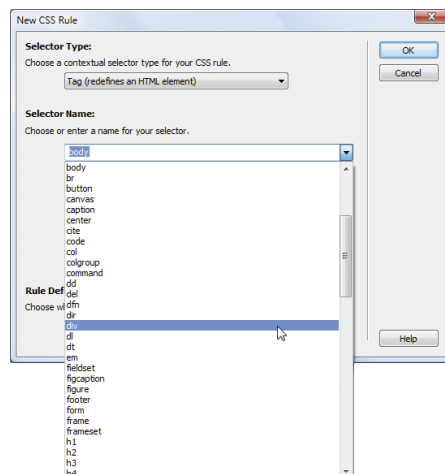 New CSS Rule
Selector Type:
Choose a contextual selector type for your CSS rule.
Tag (redefines an HTML element)
OK
Cancel
Selector Name:
Choose or enter a name for your selector.
body
body
br
button
canvas
caption
center
cite
code
col
colgroup
command
dd
del
dfn
dir
div
dl
dt
em
fieldset
figcaption
figure
footer
form
frame
frameset
h1
h2
h3
h4
Rule Def
Choose wi
Help